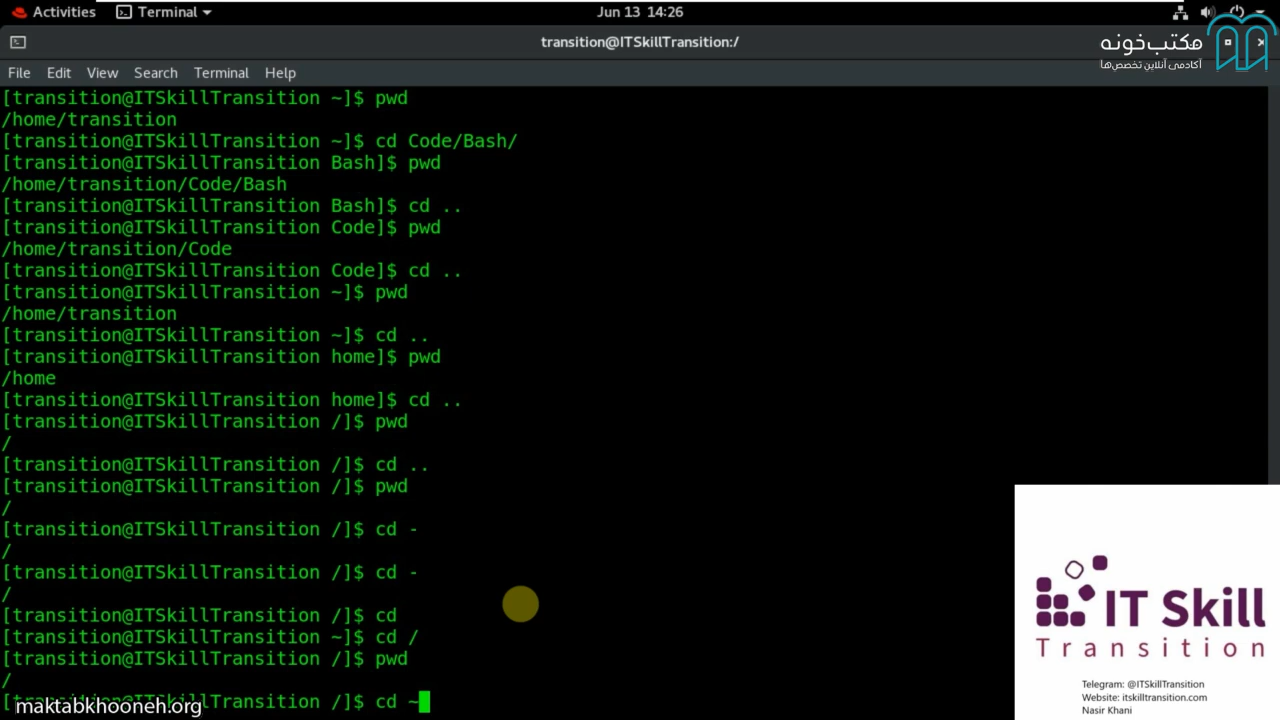 Activities Terminal Jun 13 14:26
transition@ITSkillTransition:/
مکتب‌خونه
آکادمی آنلاین تخصص‌ها
File Edit View Search Terminal Help
[transition@ITSkillTransition ~]$ pwd
/home/transition
[transition@ITSkillTransition ~]$ cd Code/Bash/
[transition@ITSkillTransition Bash]$ pwd
/home/transition/Code/Bash
[transition@ITSkillTransition Bash]$ cd ..
[transition@ITSkillTransition Code]$ pwd
/home/transition/Code
[transition@ITSkillTransition Code]$ cd ..
[transition@ITSkillTransition ~]$ pwd
/home/transition
[transition@ITSkillTransition ~]$ cd ..
[transition@ITSkillTransition home]$ pwd
/home
[transition@ITSkillTransition home]$ cd ..
[transition@ITSkillTransition /]$ pwd
/
[transition@ITSkillTransition /]$ cd ..
[transition@ITSkillTransition /]$ pwd
/
[transition@ITSkillTransition /]$ cd -
/
[transition@ITSkillTransition /]$ cd -
/
[transition@ITSkillTransition /]$ cd
[transition@ITSkillTransition ~]$ cd /
[transition@ITSkillTransition /]$ pwd
/
[transition@ITSkillTransition /]$ cd ~
maktabkhooneh.org
IT Skill
Transition
Telegram: @ITSkillTransition
Website: itskilltransition.com
Nasir Khani